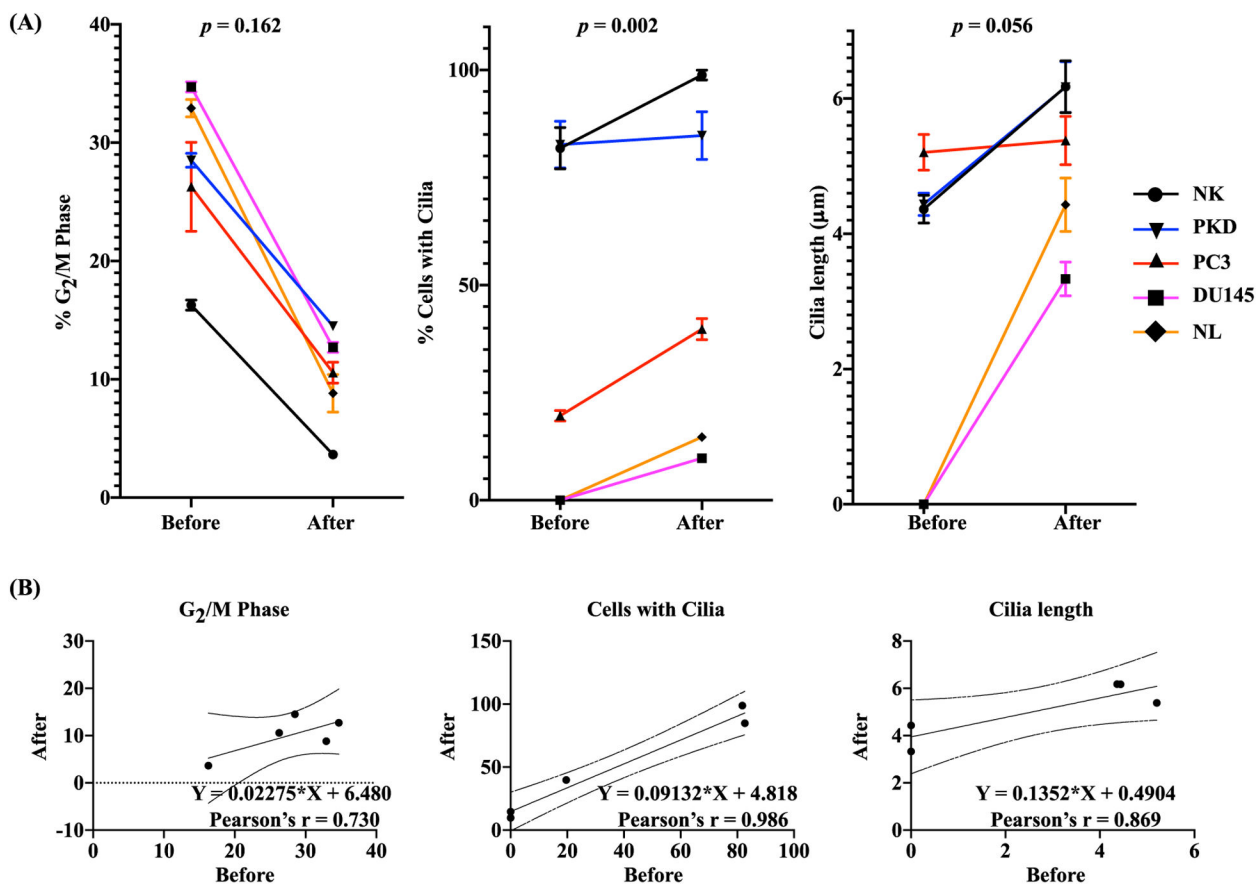 (A)
p = 0.162
p = 0.002
p = 0.056
% G2/M Phase
40
30
20
10
0
Before
After
% Cells with Cilia
100
50
0
Before
After
Cilia length (μm)
6
4
2
0
Before
After
NK
PKD
PC3
DU145
NL
(B)
G2/M Phase
After
30
20
10
0
-10
Y = 0.02275*X + 6.480
Pearson's r = 0.730
0
10
20
30
40
Before
Cells with Cilia
After
150
100
50
0
Y = 0.09132*X + 4.818
Pearson's r = 0.986
0
20
40
60
80
100
Before
Cilia length
After
8
6
4
2
0
Y = 0.1352*X + 0.4904
Pearson's r = 0.869
0
2
4
6
Before